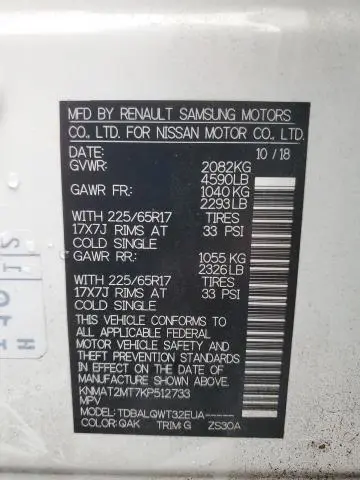 MFD BY RENAULT SAMSUNG MOTORS
CO., LTD. FOR NISSAN MOTOR CO., LTD.
DATE: 10 / 18
GVWR: 2082KG
4590LB
GAWR FR: 1040 KG
2293 LB
WITH 225/65R17 TIRES
17X7J RIMS AT 33 PSI
COLD SINGLE
GAWR RR: 1055 KG
2326 LB
WITH 225/65R17 TIRES
17X7J RIMS AT 33 PSI
COLD SINGLE
THIS VEHICLE CONFORMS TO
ALL APPLICABLE FEDERAL
MOTOR VEHICLE SAFETY
STANDARDS IN EFFECT ON
THE DATE OF MANUFACTURE
SHOWN ABOVE.
KNMAT2MT7KP512733
MPV
MODEL:TDBALQWT32EUA-----
COLOR:QAK TRIM:G ZS30A